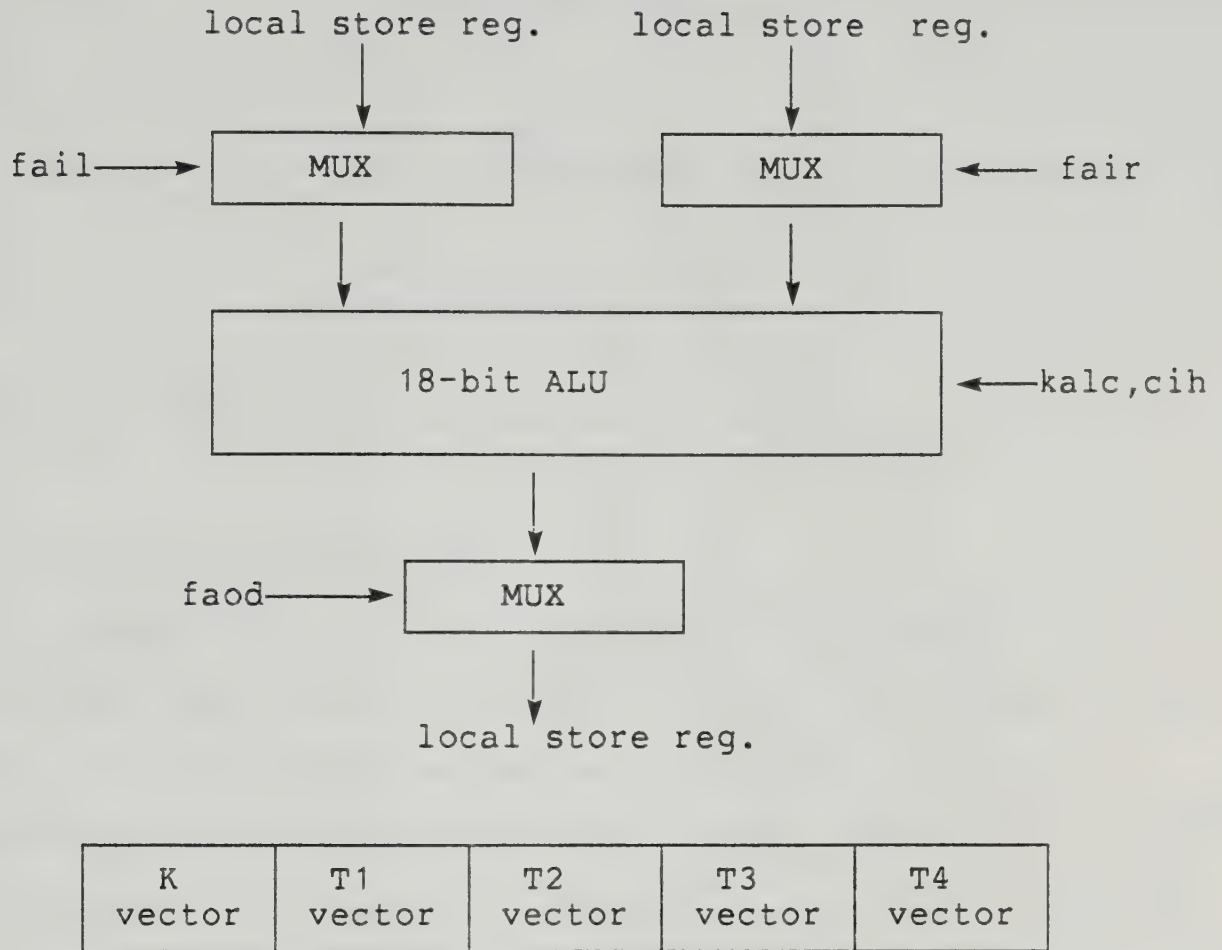 local store reg.
local store reg.
fail
MUX
MUX
fair
18-bit ALU
kalc,cih
faod
MUX
local store reg.
K vector
T1 vector
T2 vector
T3 vector
T4 vector